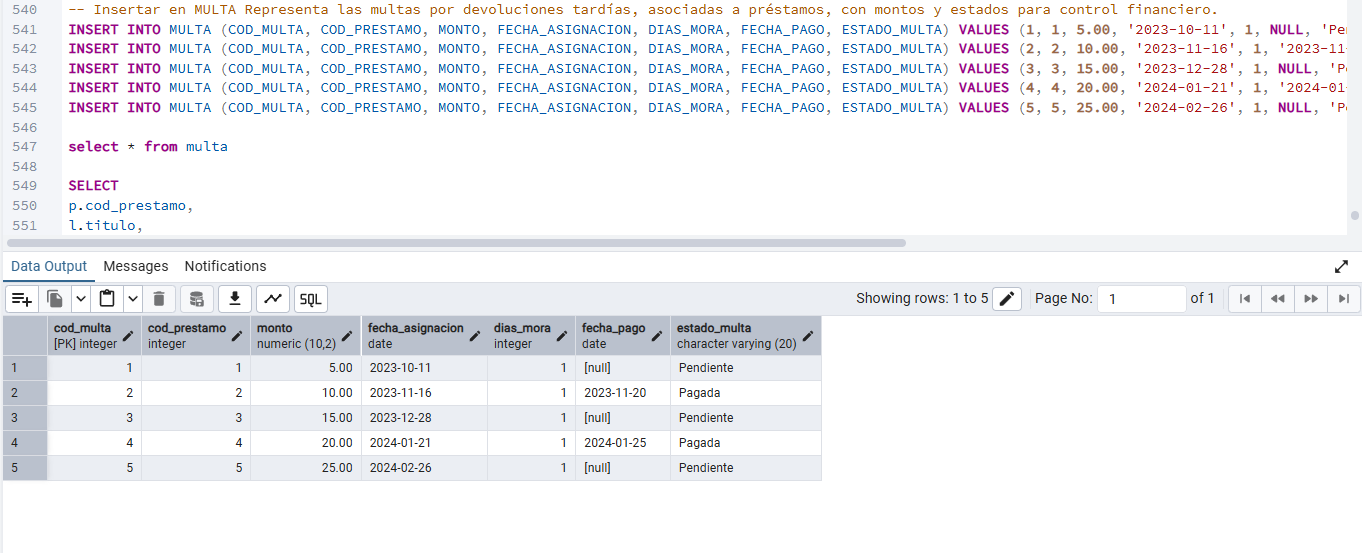 540 -- Insertar en MULTA Representa las multas por devoluciones tardías, asociadas a préstamos, con montos y estados para control financiero.
541 INSERT INTO MULTA (COD_MULTA, COD_PRESTAMO, MONTO, FECHA_ASIGNACION, DIAS_MORA, FECHA_PAGO, ESTADO_MULTA) VALUES (1, 1, 5.00, '2023-10-11', 1, NULL, 'Pe
542 INSERT INTO MULTA (COD_MULTA, COD_PRESTAMO, MONTO, FECHA_ASIGNACION, DIAS_MORA, FECHA_PAGO, ESTADO_MULTA) VALUES (2, 2, 10.00, '2023-11-16', 1, '2023-11-
543 INSERT INTO MULTA (COD_MULTA, COD_PRESTAMO, MONTO, FECHA_ASIGNACION, DIAS_MORA, FECHA_PAGO, ESTADO_MULTA) VALUES (3, 3, 15.00, '2023-12-28', 1, NULL, 'P
544 INSERT INTO MULTA (COD_MULTA, COD_PRESTAMO, MONTO, FECHA_ASIGNACION, DIAS_MORA, FECHA_PAGO, ESTADO_MULTA) VALUES (4, 4, 20.00, '2024-01-21', 1, '2024-01-
545 INSERT INTO MULTA (COD_MULTA, COD_PRESTAMO, MONTO, FECHA_ASIGNACION, DIAS_MORA, FECHA_PAGO, ESTADO_MULTA) VALUES (5, 5, 25.00, '2024-02-26', 1, NULL, 'P
546
547 select * from multa
548
549 SELECT
550 p.cod_prestamo,
551 l.titulo,
Data Output Messages Notifications
SQL Showing rows: 1 to 5 Page No: 1 of 1
cod_multa cod_prestamo monto fecha_asignacion dias_mora fecha_pago estado_multa
[PK] integer integer numeric (10,2) date integer date character varying (20)
1 1 1 5.00 2023-10-11 1 [null] Pendiente
2 2 2 10.00 2023-11-16 1 2023-11-20 Pagada
3 3 3 15.00 2023-12-28 1 [null] Pendiente
4 4 4 20.00 2024-01-21 1 2024-01-25 Pagada
5 5 5 25.00 2024-02-26 1 [null] Pendiente